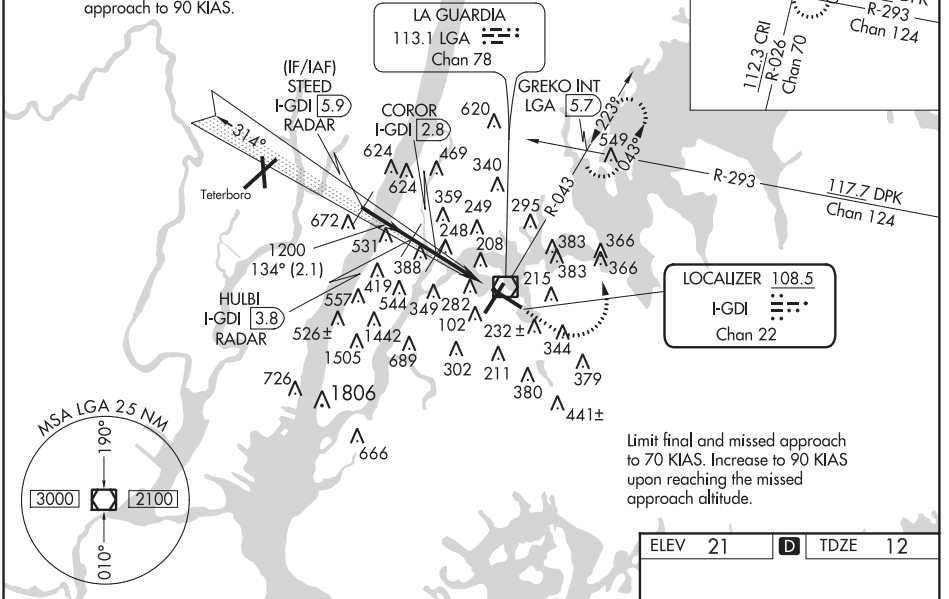 approach to 90 KIAS.
LA GUARDIA
113.1 LGA
Chan 78
R-293
Chan 124
112.3 CRI
R-026
Chan 70
(IF/IAF)
STEED
I-GDI 5.9
RADAR
COROR
I-GDI 2.8
620
GREKO INT
LGA 5.7
223°
043°
549
314°
Teterboro
624
624
469
340
R-043
R-293
117.7 DPK
Chan 124
672
359
249
295
531
248
208
383
383
366
366
1200
134° (2.1)
388
215
HULBI
I-GDI 3.8
RADAR
419
557
544
349
282
102
LOCALIZER 108.5
I-GDI
Chan 22
526±
1442
232±
344
1505
689
302
211
379
726
1806
380
441±
666
MSA LGA 25 NM
190°
3000
2100
010°
Limit final and missed approach
to 70 KIAS. Increase to 90 KIAS
upon reaching the missed
approach altitude.
ELEV 21 D TDZE 12